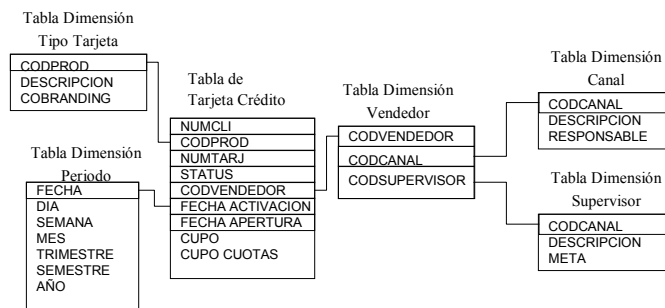 Tabla Dimensión
Tipo Tarjeta
CODPROD
DESCRIPCION
COBRANDING
Tabla Dimensión
Periodo
FECHA
DIA
SEMANA
MES
TRIMESTRE
SEMESTRE
AÑO
Tabla de
Tarjeta Crédito
NUMCLI
CODPROD
NUMTARJ
STATUS
CODVENDEDOR
FECHA ACTIVACION
FECHA APERTURA
CUPO
CUPO CUOTAS
Tabla Dimensión
Vendedor
CODVENDEDOR
CODCANAL
CODSUPERVISOR
Tabla Dimensión
Canal
CODCANAL
DESCRIPCION
RESPONSABLE
Tabla Dimensión
Supervisor
CODCANAL
DESCRIPCION
META